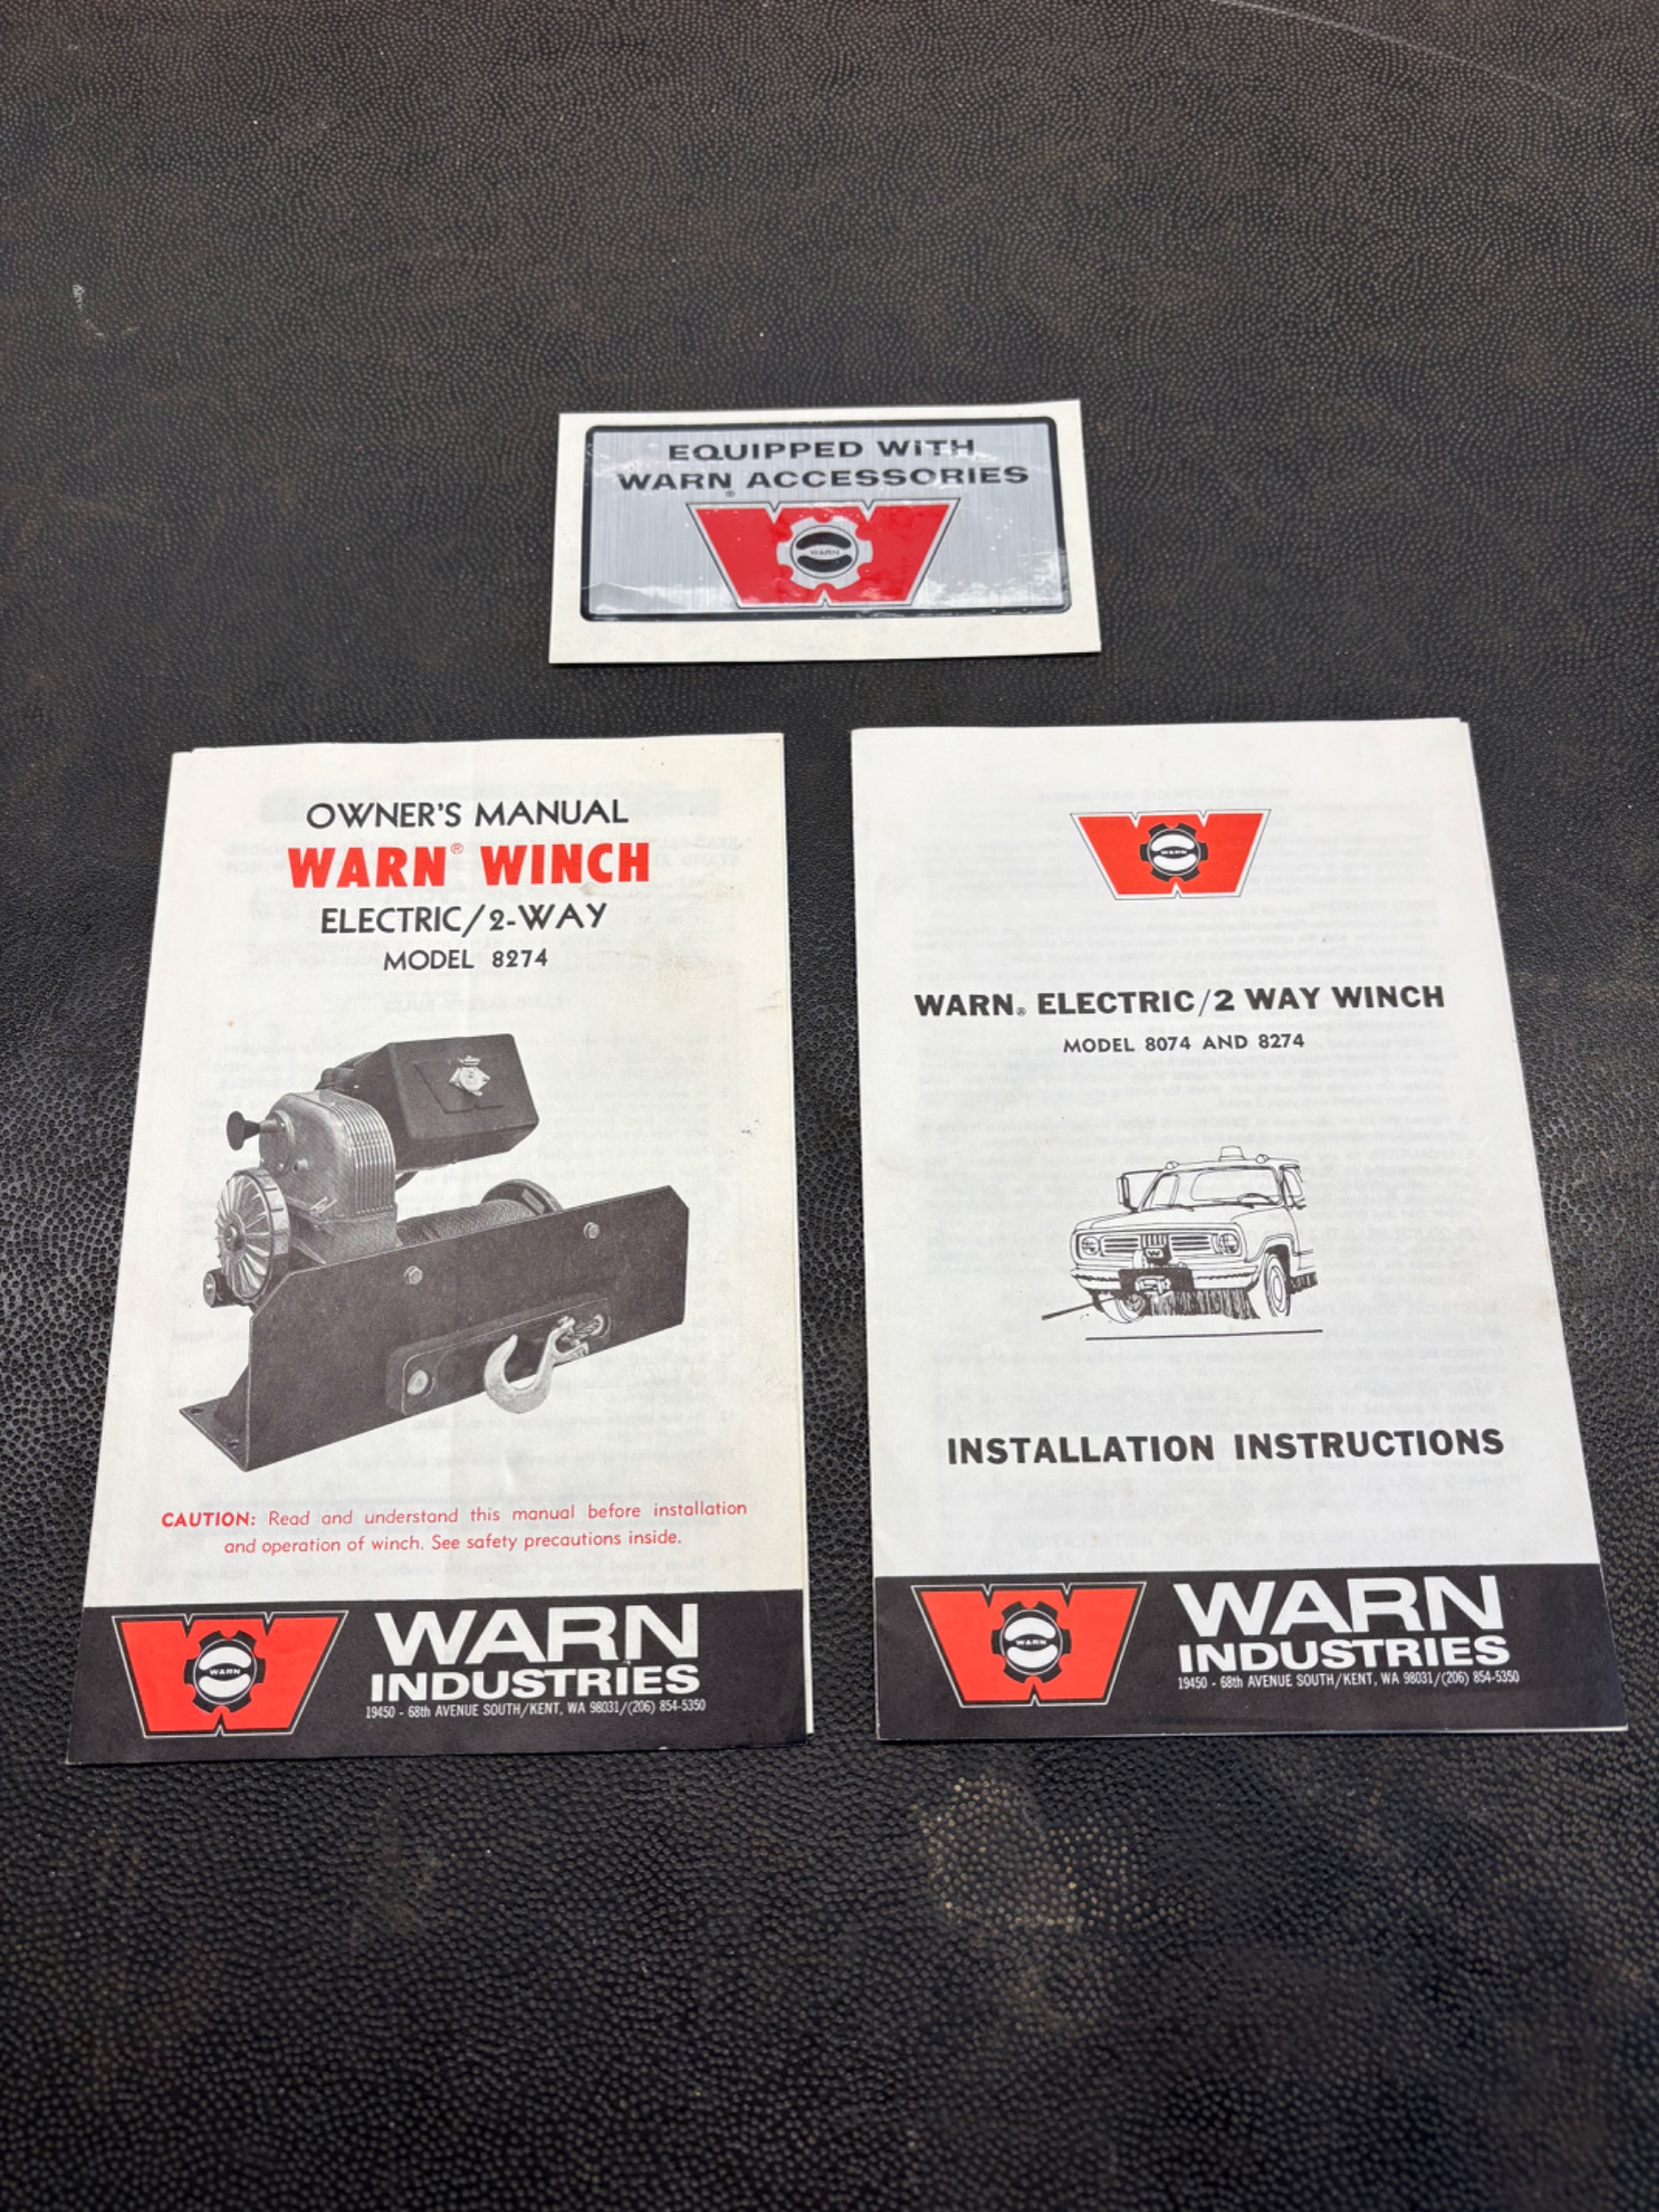 EQUIPPED WITH
WARN® ACCESSORIES
WARN
OWNER'S MANUAL
WARN® WINCH
ELECTRIC/2-WAY
MODEL 8274
CAUTION: Read and understand this manual before installation
and operation of winch. See safety precautions inside.
WARN
WARN
INDUSTRIES
19450 - 68th AVENUE SOUTH/KENT, WA 98031/(206) 854-5350
WARN
WARN® ELECTRIC/2 WAY WINCH
MODEL 8074 AND 8274
W
INSTALLATION INSTRUCTIONS
WARN
WARN
INDUSTRIES
19450 - 68th AVENUE SOUTH/KENT, WA 98031/(206) 854-5350